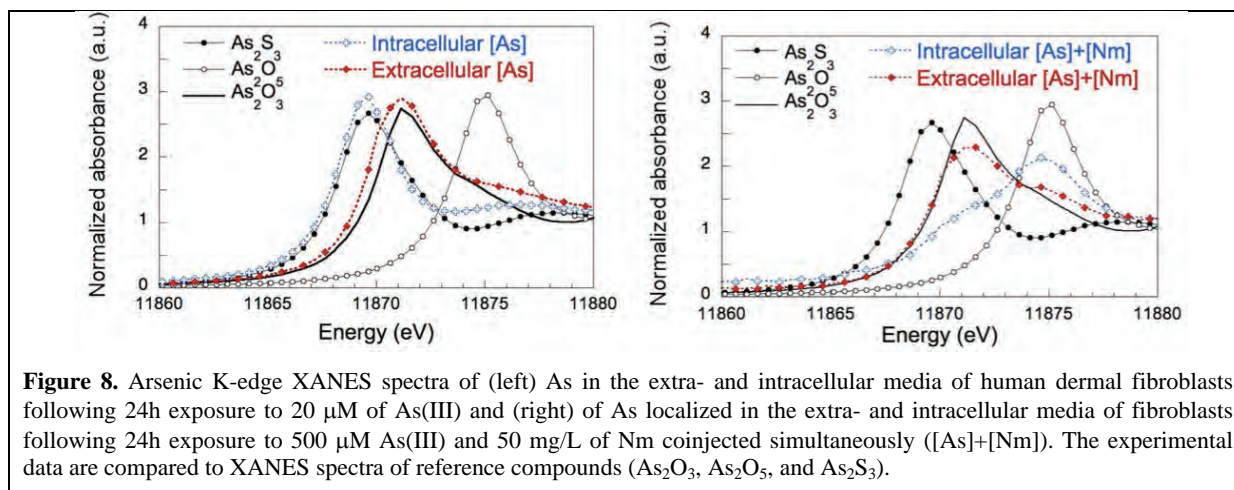 4
3
2
1
0
Normalized absorbance (a.u.)
As2S3
As2O5
As2O3
Intracellular [As]
Extracellular [As]
11860 11865 11870 11875 11880
Energy (eV)
4
3
2
1
0
Normalized absorbance (a.u.)
As2S3
As2O5
As2O3
Intracellular [As]+[Nm]
Extracellular [As]+[Nm]
11860 11865 11870 11875 11880
Energy (eV)
Figure 8. Arsenic K-edge XANES spectra of (left) As in the extra- and intracellular media of human dermal fibroblasts
following 24h exposure to 20 μM of As(III) and (right) of As localized in the extra- and intracellular media of fibroblasts
following 24h exposure to 500 μM As(III) and 50 mg/L of Nm coinjected simultaneously ([As]+[Nm]). The experimental
data are compared to XANES spectra of reference compounds (As2O3, As2O5, and As2S3).